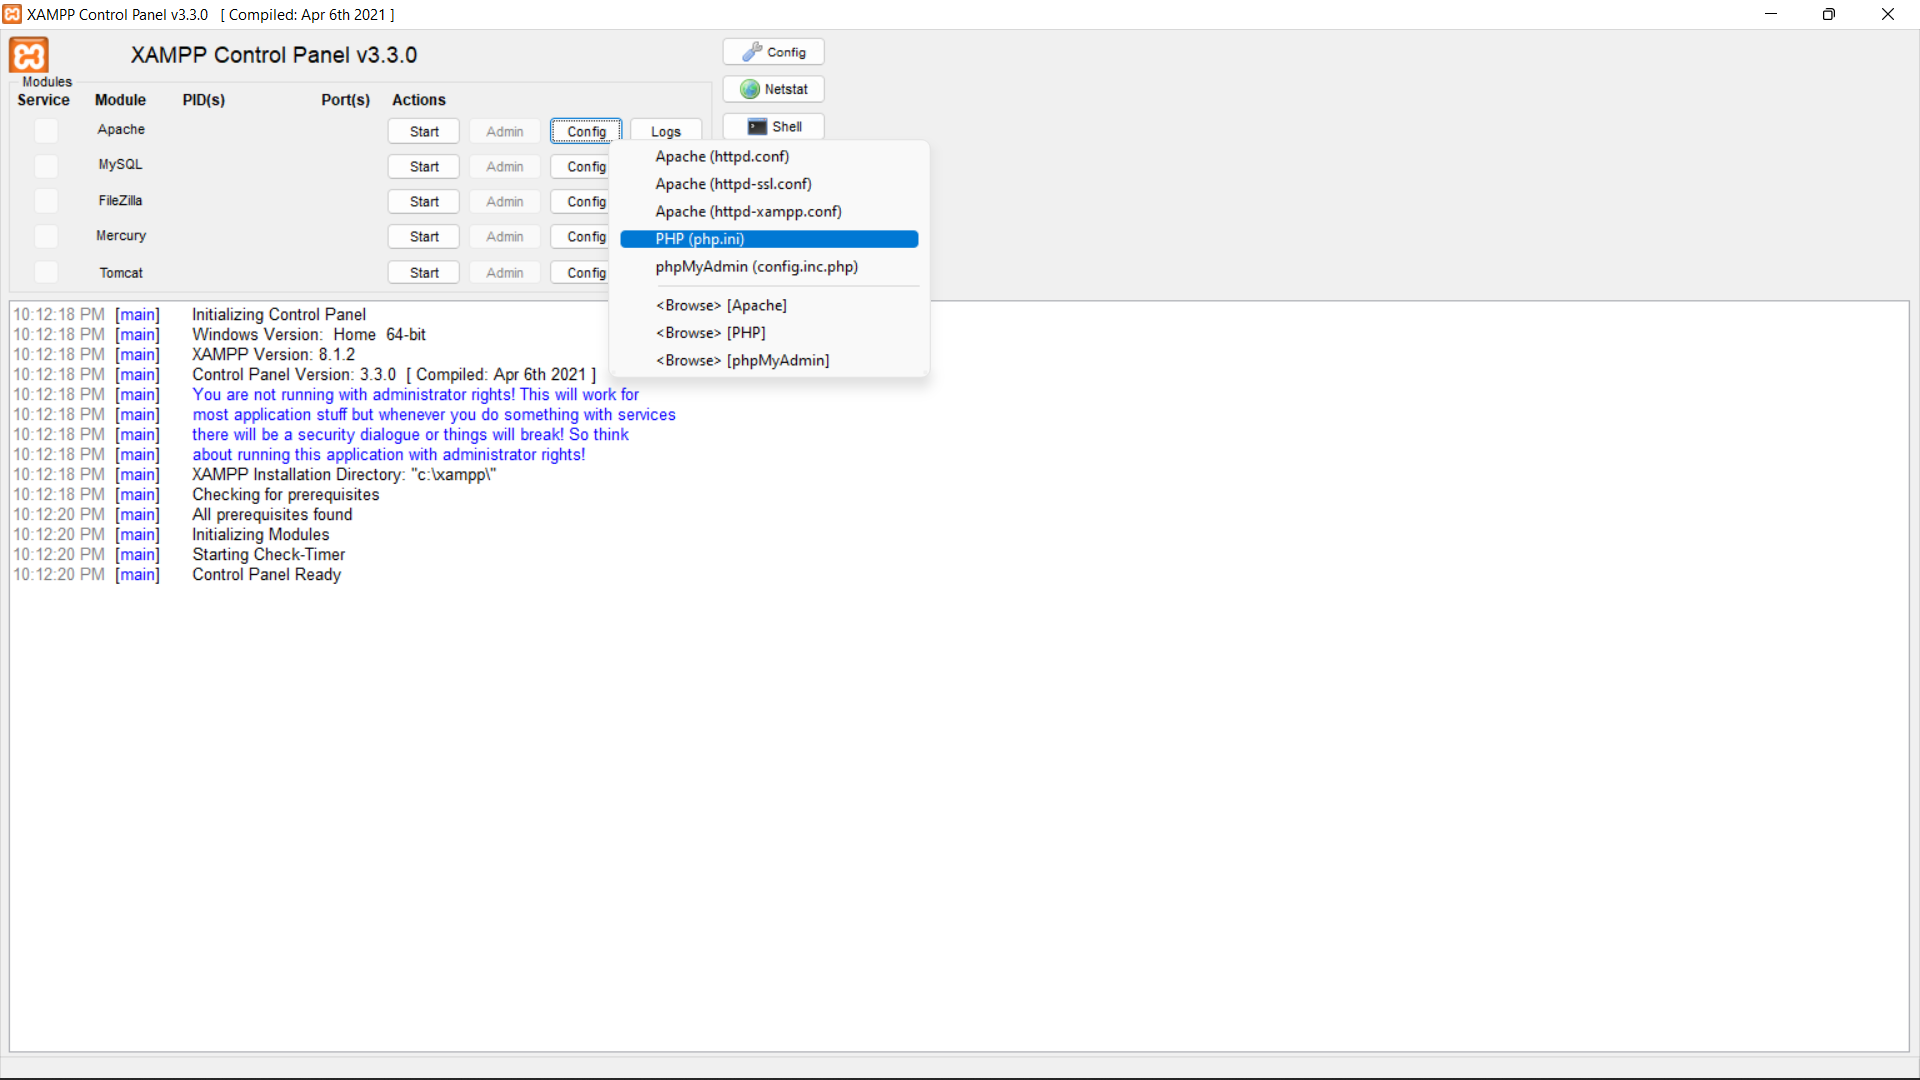 XAMPP Control Panel v3.3.0 [ Compiled: Apr 6th 2021 ]
XAMPP Control Panel v3.3.0
Config
Netstat
Shell
Modules
Service Module PID(s) Port(s) Actions
Apache Start Admin Config Logs
MySQL Start Admin Config
FileZilla Start Admin Config
Mercury Start Admin Config
Tomcat Start Admin Config
Apache (httpd.conf)
Apache (httpd-ssl.conf)
Apache (httpd-xampp.conf)
PHP (php.ini)
phpMyAdmin (config.inc.php)
<Browse> [Apache]
<Browse> [PHP]
<Browse> [phpMyAdmin]
10:12:18 PM [main] Initializing Control Panel
10:12:18 PM [main] Windows Version: Home 64-bit
10:12:18 PM [main] XAMPP Version: 8.1.2
10:12:18 PM [main] Control Panel Version: 3.3.0 [ Compiled: Apr 6th 2021 ]
10:12:18 PM [main] You are not running with administrator rights! This will work for
10:12:18 PM [main] most application stuff but whenever you do something with services
10:12:18 PM [main] there will be a security dialogue or things will break! So think
10:12:18 PM [main] about running this application with administrator rights!
10:12:18 PM [main] XAMPP Installation Directory: "c:\xampp\"
10:12:18 PM [main] Checking for prerequisites
10:12:20 PM [main] All prerequisites found
10:12:20 PM [main] Initializing Modules
10:12:20 PM [main] Starting Check-Timer
10:12:20 PM [main] Control Panel Ready